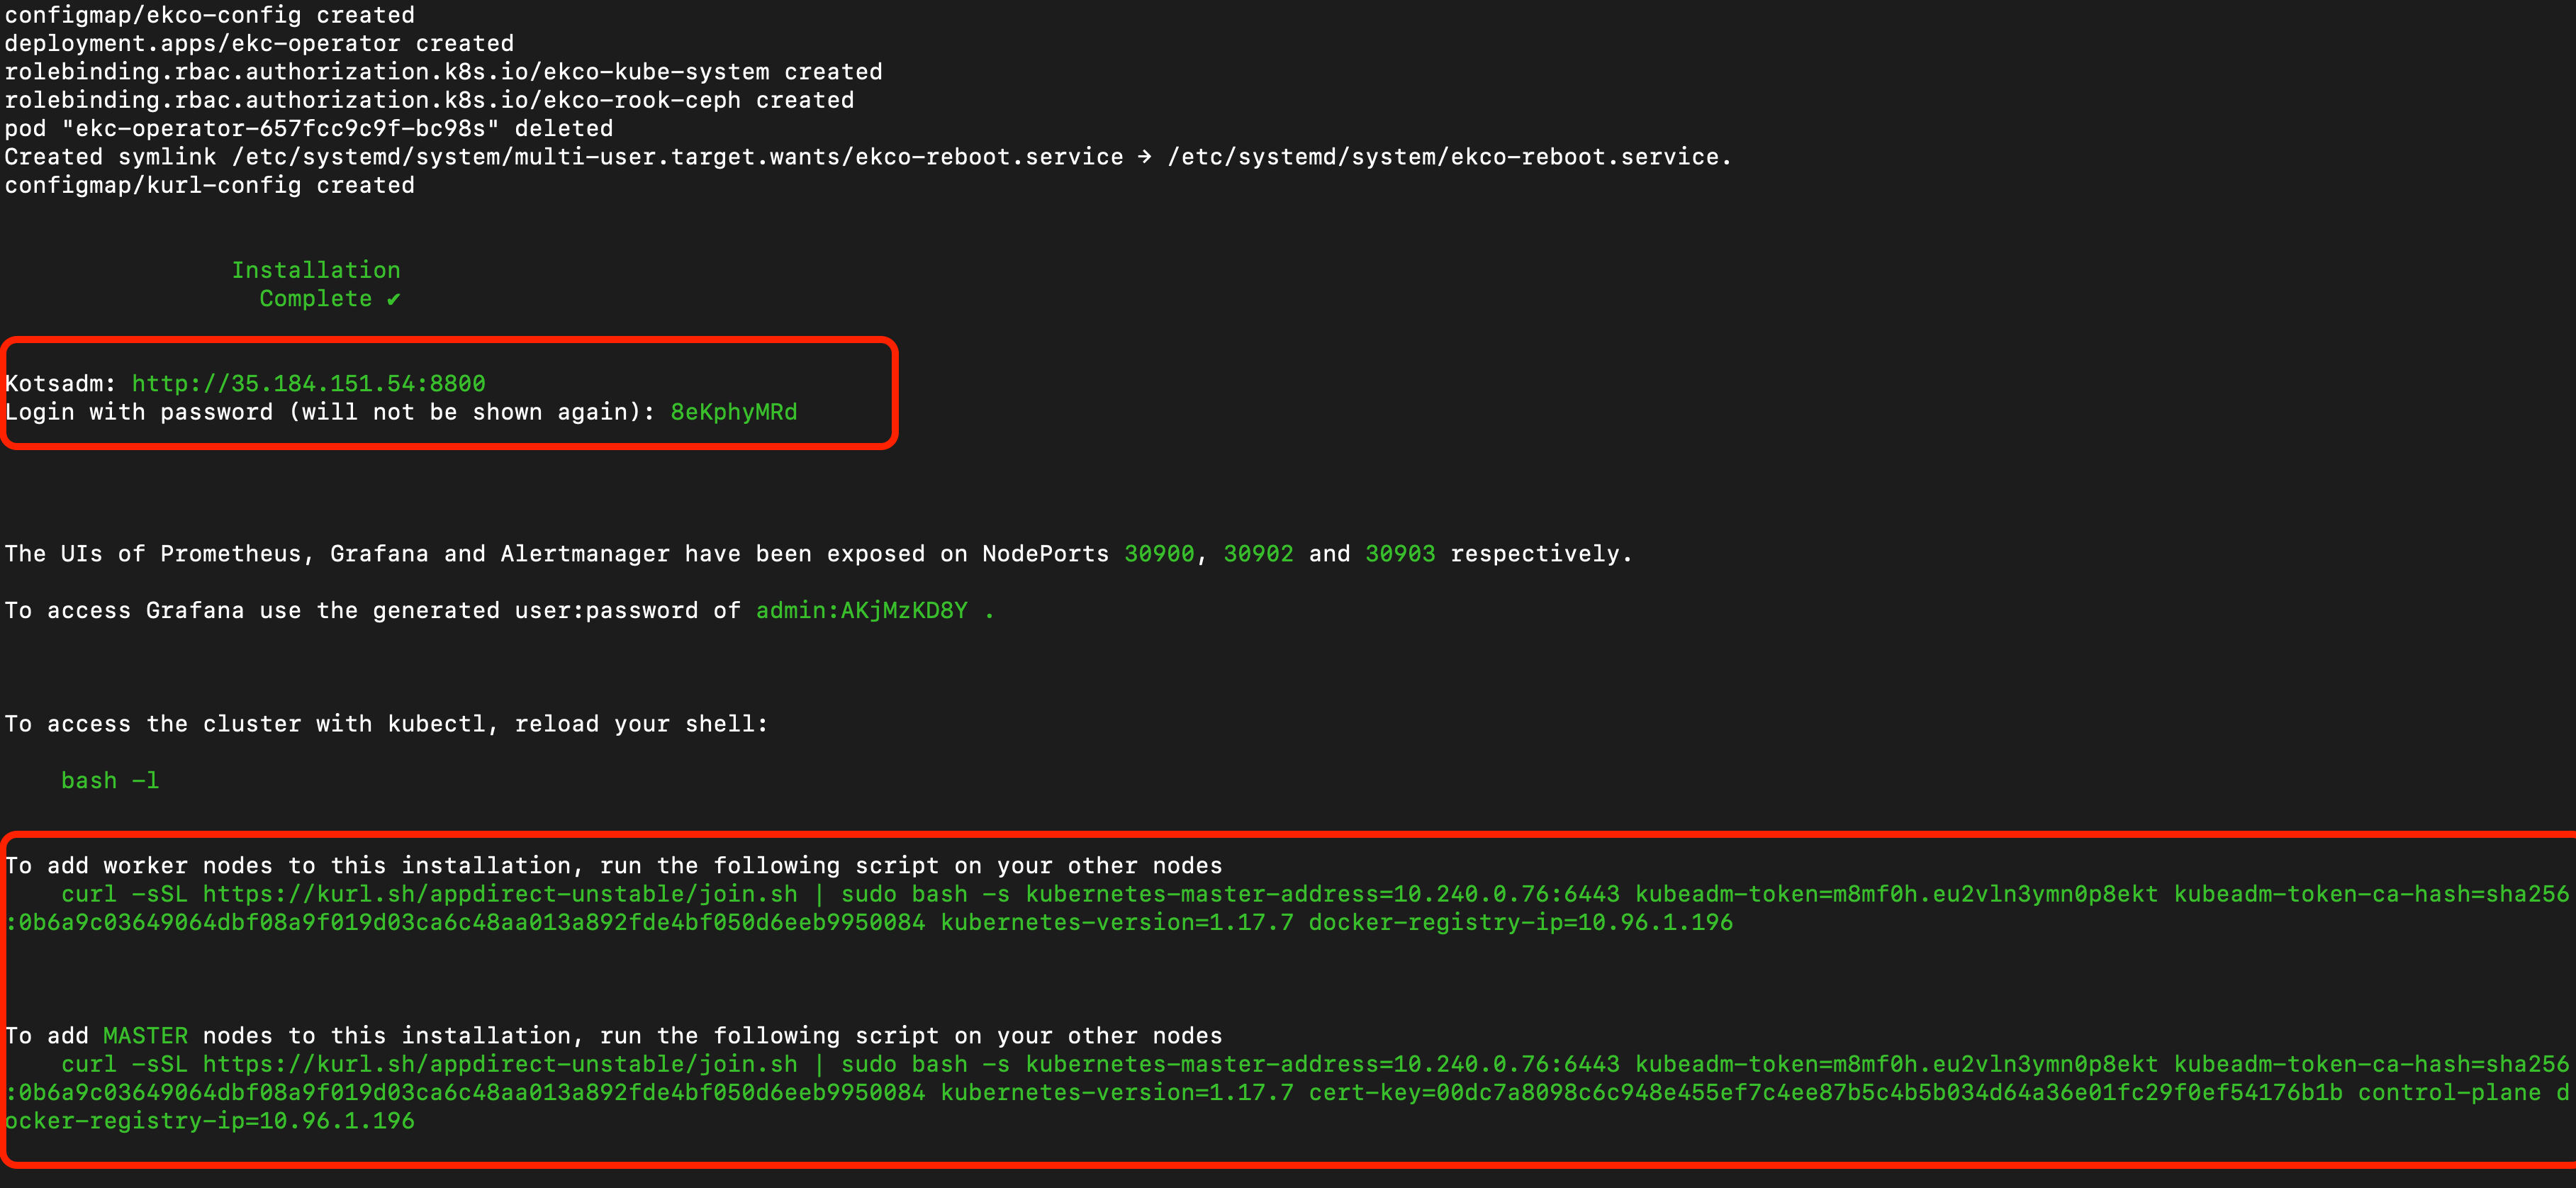 configmap/ekco-config created
deployment.apps/ekc-operator created
rolebinding.rbac.authorization.k8s.io/ekco-kube-system created
rolebinding.rbac.authorization.k8s.io/ekco-rook-ceph created
pod "ekc-operator-657fcc9c9f-bc98s" deleted
Created symlink /etc/systemd/system/multi-user.target.wants/ekco-reboot.service → /etc/systemd/system/ekco-reboot.service.
configmap/kurl-config created
Installation
Complete ✔
Kotsadm: http://35.184.151.54:8800
Login with password (will not be shown again): 8eKphyMRd
The UIs of Prometheus, Grafana and Alertmanager have been exposed on NodePorts 30900, 30902 and 30903 respectively.
To access Grafana use the generated user:password of admin:AKjMzKD8Y .
To access the cluster with kubectl, reload your shell:
bash -l
To add worker nodes to this installation, run the following script on your other nodes
curl -sSL https://kurl.sh/appdirect-unstable/join.sh | sudo bash -s kubernetes-master-address=10.240.0.76:6443 kubeadm-token=m8mf0h.eu2vln3ymn0p8ekt kubeadm-token-ca-hash=sha256
:0b6a9c03649064dbf08a9f019d03ca6c48aa013a892fde4bf050d6eeb9950084 kubernetes-version=1.17.7 docker-registry-ip=10.96.1.196
To add MASTER nodes to this installation, run the following script on your other nodes
curl -sSL https://kurl.sh/appdirect-unstable/join.sh | sudo bash -s kubernetes-master-address=10.240.0.76:6443 kubeadm-token=m8mf0h.eu2vln3ymn0p8ekt kubeadm-token-ca-hash=sha256
:0b6a9c03649064dbf08a9f019d03ca6c48aa013a892fde4bf050d6eeb9950084 kubernetes-version=1.17.7 cert-key=00dc7a8098c6c948e455ef7c4ee87b5c4b5b034d64a36e01fc29f0ef54176b1b control-plane d
ocker-registry-ip=10.96.1.196